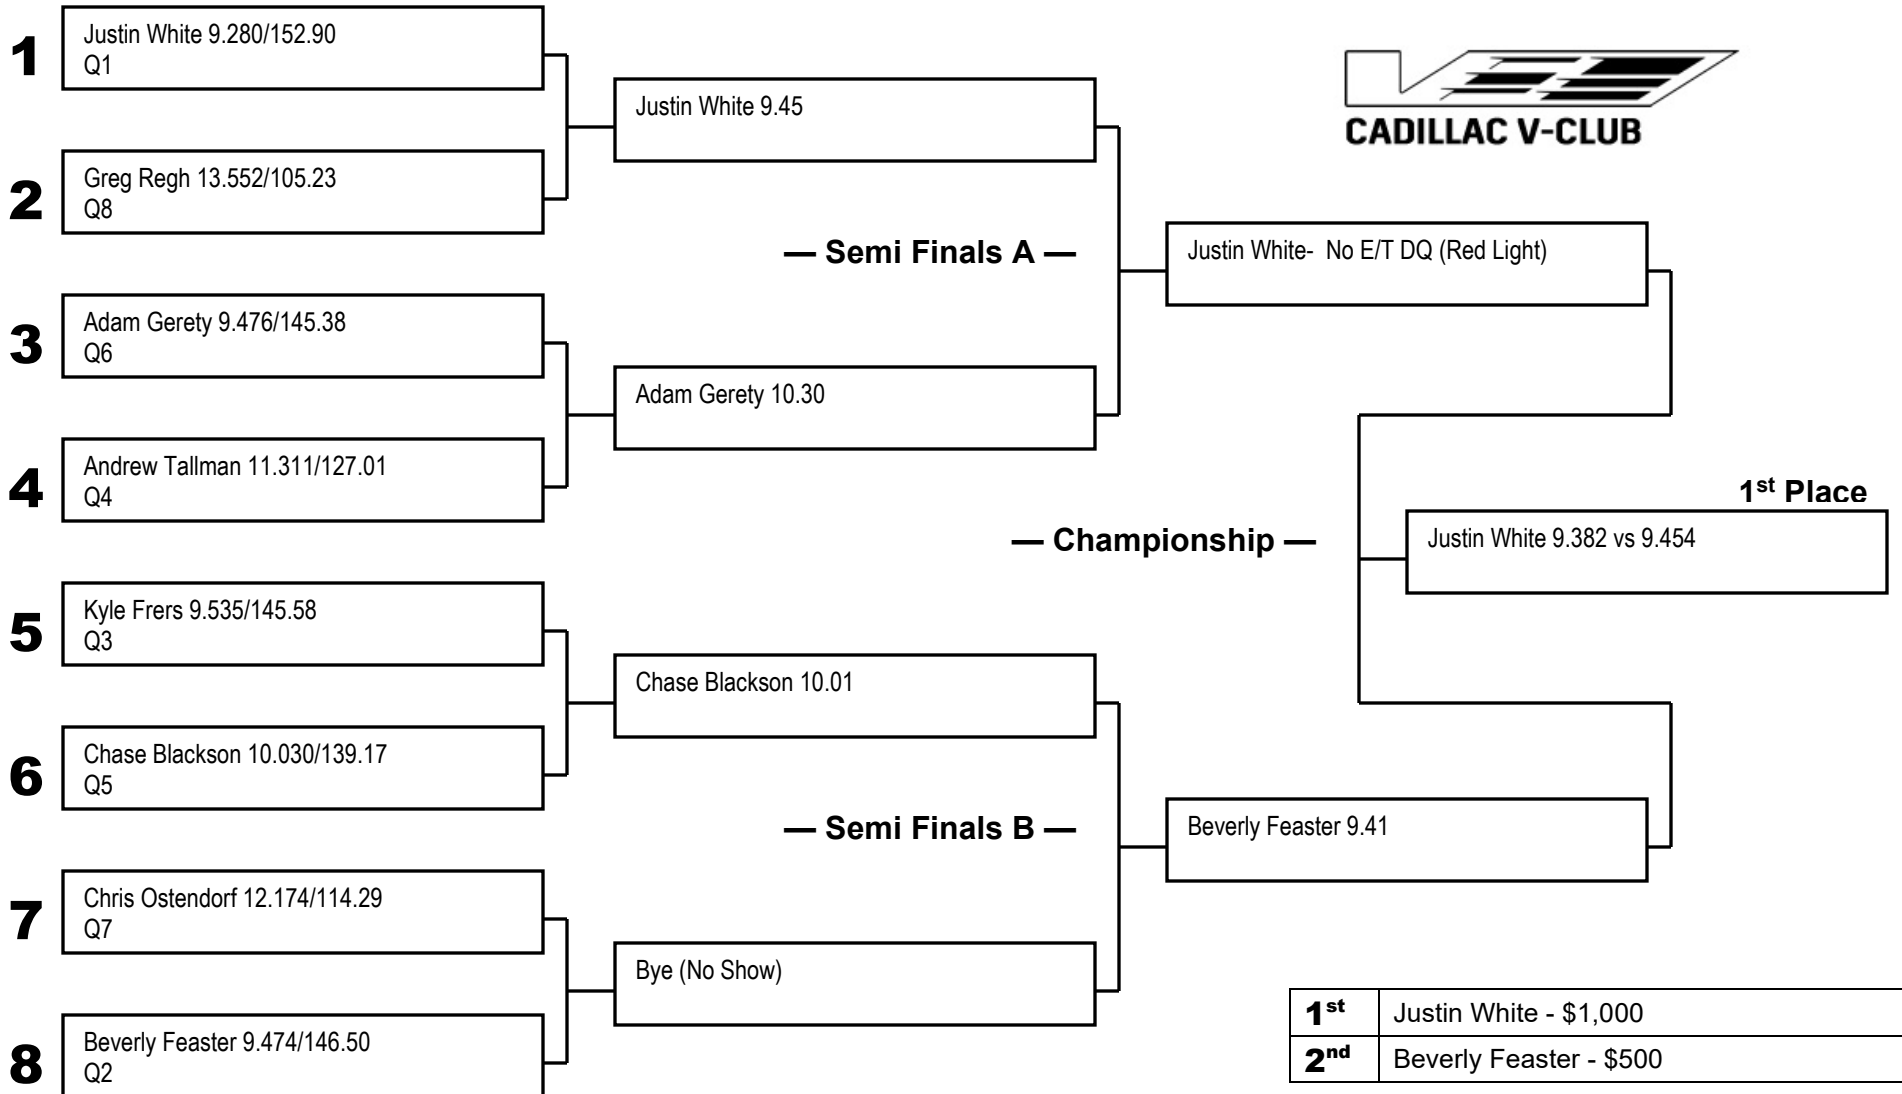 1
Justin White 9.280/152.90
Q1
2
Greg Regh 13.552/105.23
Q8
3
Adam Gerety 9.476/145.38
Q6
4
Andrew Tallman 11.311/127.01
Q4
5
Kyle Frers 9.535/145.58
Q3
6
Chase Blackson 10.030/139.17
Q5
7
Chris Ostendorf 12.174/114.29
Q7
8
Beverly Feaster 9.474/146.50
Q2
Justin White 9.45
— Semi Finals A —
Adam Gerety 10.30
Chase Blackson 10.01
— Semi Finals B —
Bye (No Show)
CADILLAC V-CLUB
Justin White-  No E/T DQ (Red Light)
— Championship —
Beverly Feaster 9.41
1st Place
Justin White 9.382 vs 9.454
1st Justin White - $1,000
2nd Beverly Feaster - $500